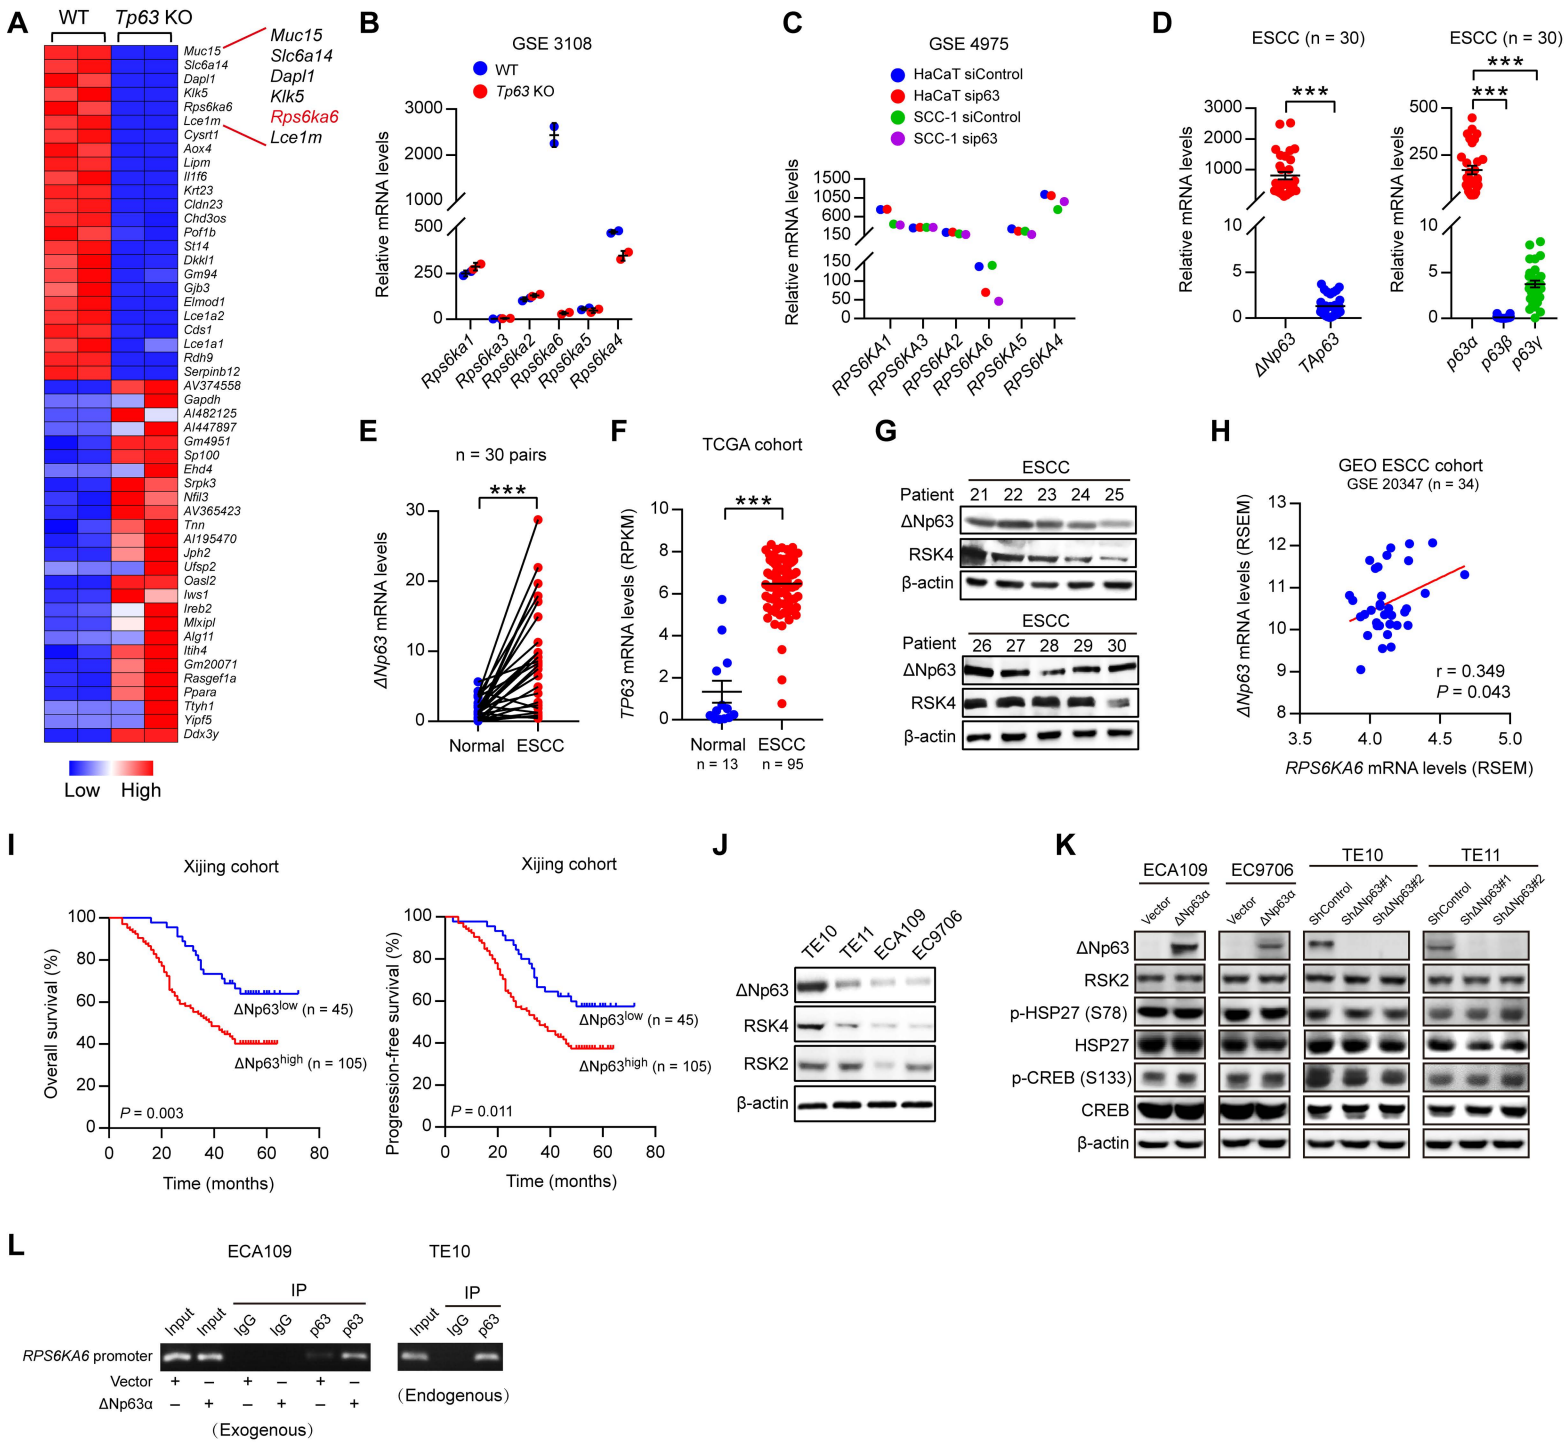 A
WT
Tp63 KO
Muc15
Slc6a14
Dapl1
Klk5
Rps6ka6
Lce1m
Cysrt1
Aox4
Lipm
Il1f6
Krt23
Cldn23
Chd3os
Pof1b
St14
Dkkl1
Gm94
Gjb3
Elmod1
Lce1a2
Cds1
Lce1a1
Rdh9
Serpinb12
AV374558
Gapdh
AI482125
AI447897
Gm4951
Sp100
Ehd4
Srpk3
Nfil3
AV365423
Tnn
AI195470
Jph2
Ufsp2
Oasl2
Iws1
Ireb2
Mlxipl
Alg11
Itih4
Gm20071
Rasgef1a
Ppara
Ttyh1
Yipf5
Ddx3y
Muc15
Slc6a14
Dapl1
Klk5
Rps6ka6
Lce1m
Low High
B
GSE 3108
WT
Tp63 KO
Relative mRNA levels
3000
2000
1000
500
250
0
Rps6ka1
Rps6ka3
Rps6ka2
Rps6ka6
Rps6ka5
Rps6ka4
C
GSE 4975
HaCaT siControl
HaCaT sip63
SCC-1 siControl
SCC-1 sip63
Relative mRNA levels
1500
1050
600
150
150
100
50
0
RPS6KA1
RPS6KA3
RPS6KA2
RPS6KA6
RPS6KA5
RPS6KA4
D
ESCC (n = 30)
***
Relative mRNA levels
3000
2000
1000
10
5
0
ΔNp63
TAp63
ESCC (n = 30)
***
***
Relative mRNA levels
500
250
10
5
0
p63α
p63β
p63γ
E
n = 30 pairs
***
ΔNp63 mRNA levels
30
20
10
0
Normal ESCC
F
TCGA cohort
***
TP63 mRNA levels (RPKM)
10
8
6
4
2
0
Normal ESCC
n = 13 n = 95
G
ESCC
Patient 21 22 23 24 25
ΔNp63
RSK4
β-actin
ESCC
Patient 26 27 28 29 30
ΔNp63
RSK4
β-actin
H
GEO ESCC cohort
GSE 20347 (n = 34)
ΔNp63 mRNA levels (RSEM)
13
12
11
10
9
8
r = 0.349
P = 0.043
3.5 4.0 4.5 5.0
RPS6KA6 mRNA levels (RSEM)
I
Xijing cohort
Overall survival (%)
100
80
60
40
20
0
ΔNp63low (n = 45)
ΔNp63high (n = 105)
P = 0.003
0 20 40 60 80
Time (months)
Xijing cohort
Progression-free survival (%)
100
80
60
40
20
0
ΔNp63low (n = 45)
ΔNp63high (n = 105)
P = 0.011
0 20 40 60 80
Time (months)
J
TE10 TE11 ECA109 EC9706
ΔNp63
RSK4
RSK2
β-actin
K
ECA109 EC9706 TE10 TE11
Vector ΔNp63α Vector ΔNp63α ShControl ShΔNp63#1 ShΔNp63#2 ShControl ShΔNp63#1 ShΔNp63#2
ΔNp63
RSK2
p-HSP27 (S78)
HSP27
p-CREB (S133)
CREB
β-actin
L
ECA109
IP
Input Input IgG IgG p63 p63
RPS6KA6 promoter
Vector + – + – + –
ΔNp63α – + – + – +
(Exogenous)
TE10
IP
Input IgG p63
(Endogenous)